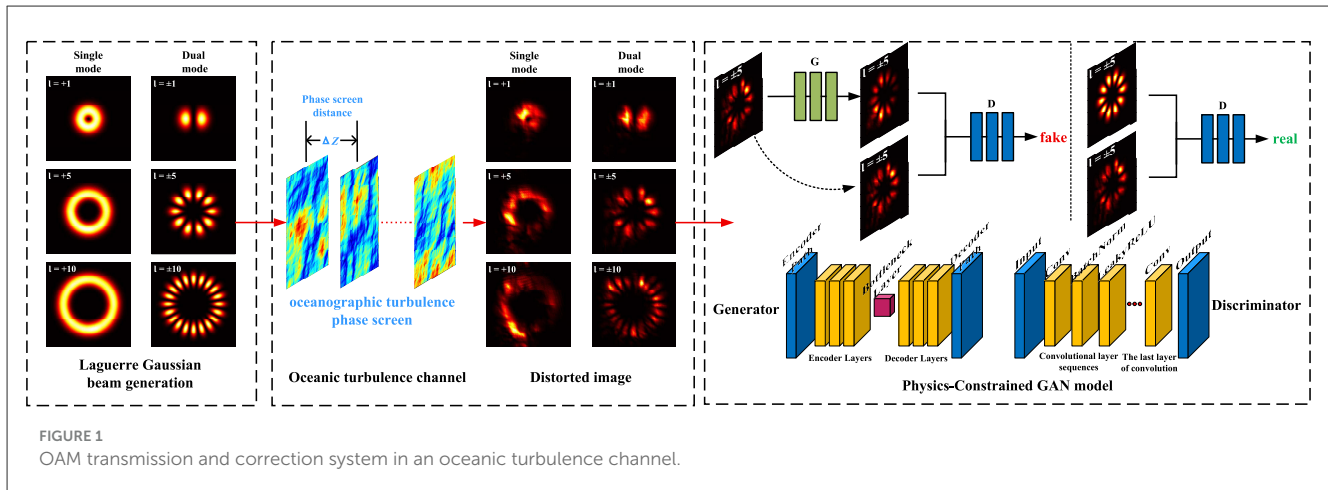 Single
mode
Dual
mode
l = +1
l = ±1
l = +5
l = ±5
l = +10
l = ±10
Laguerre Gaussian
beam generation
Phase screen
distance
Δ Z
oceanographic turbulence
phase screen
Oceanic turbulence channel
Single
mode
Dual
mode
l = +1
l = ±1
l = +5
l = ±5
l = +10
l = ±10
Distorted image
l = ±5
G
l = ±5
l = ±5
D
fake
l = ±5
l = ±5
D
real
Generator
Encoder
Path
Encoder Layers
Bottleneck
Layer
Decoder Layers
Decoder
Path
Input
Conv
BatchNorm
LeakyReLU
Convolutional layer
sequences
Conv
The last layer
of convolution
Output
Discriminator
Physics-Constrained GAN model
FIGURE 1
OAM transmission and correction system in an oceanic turbulence channel.